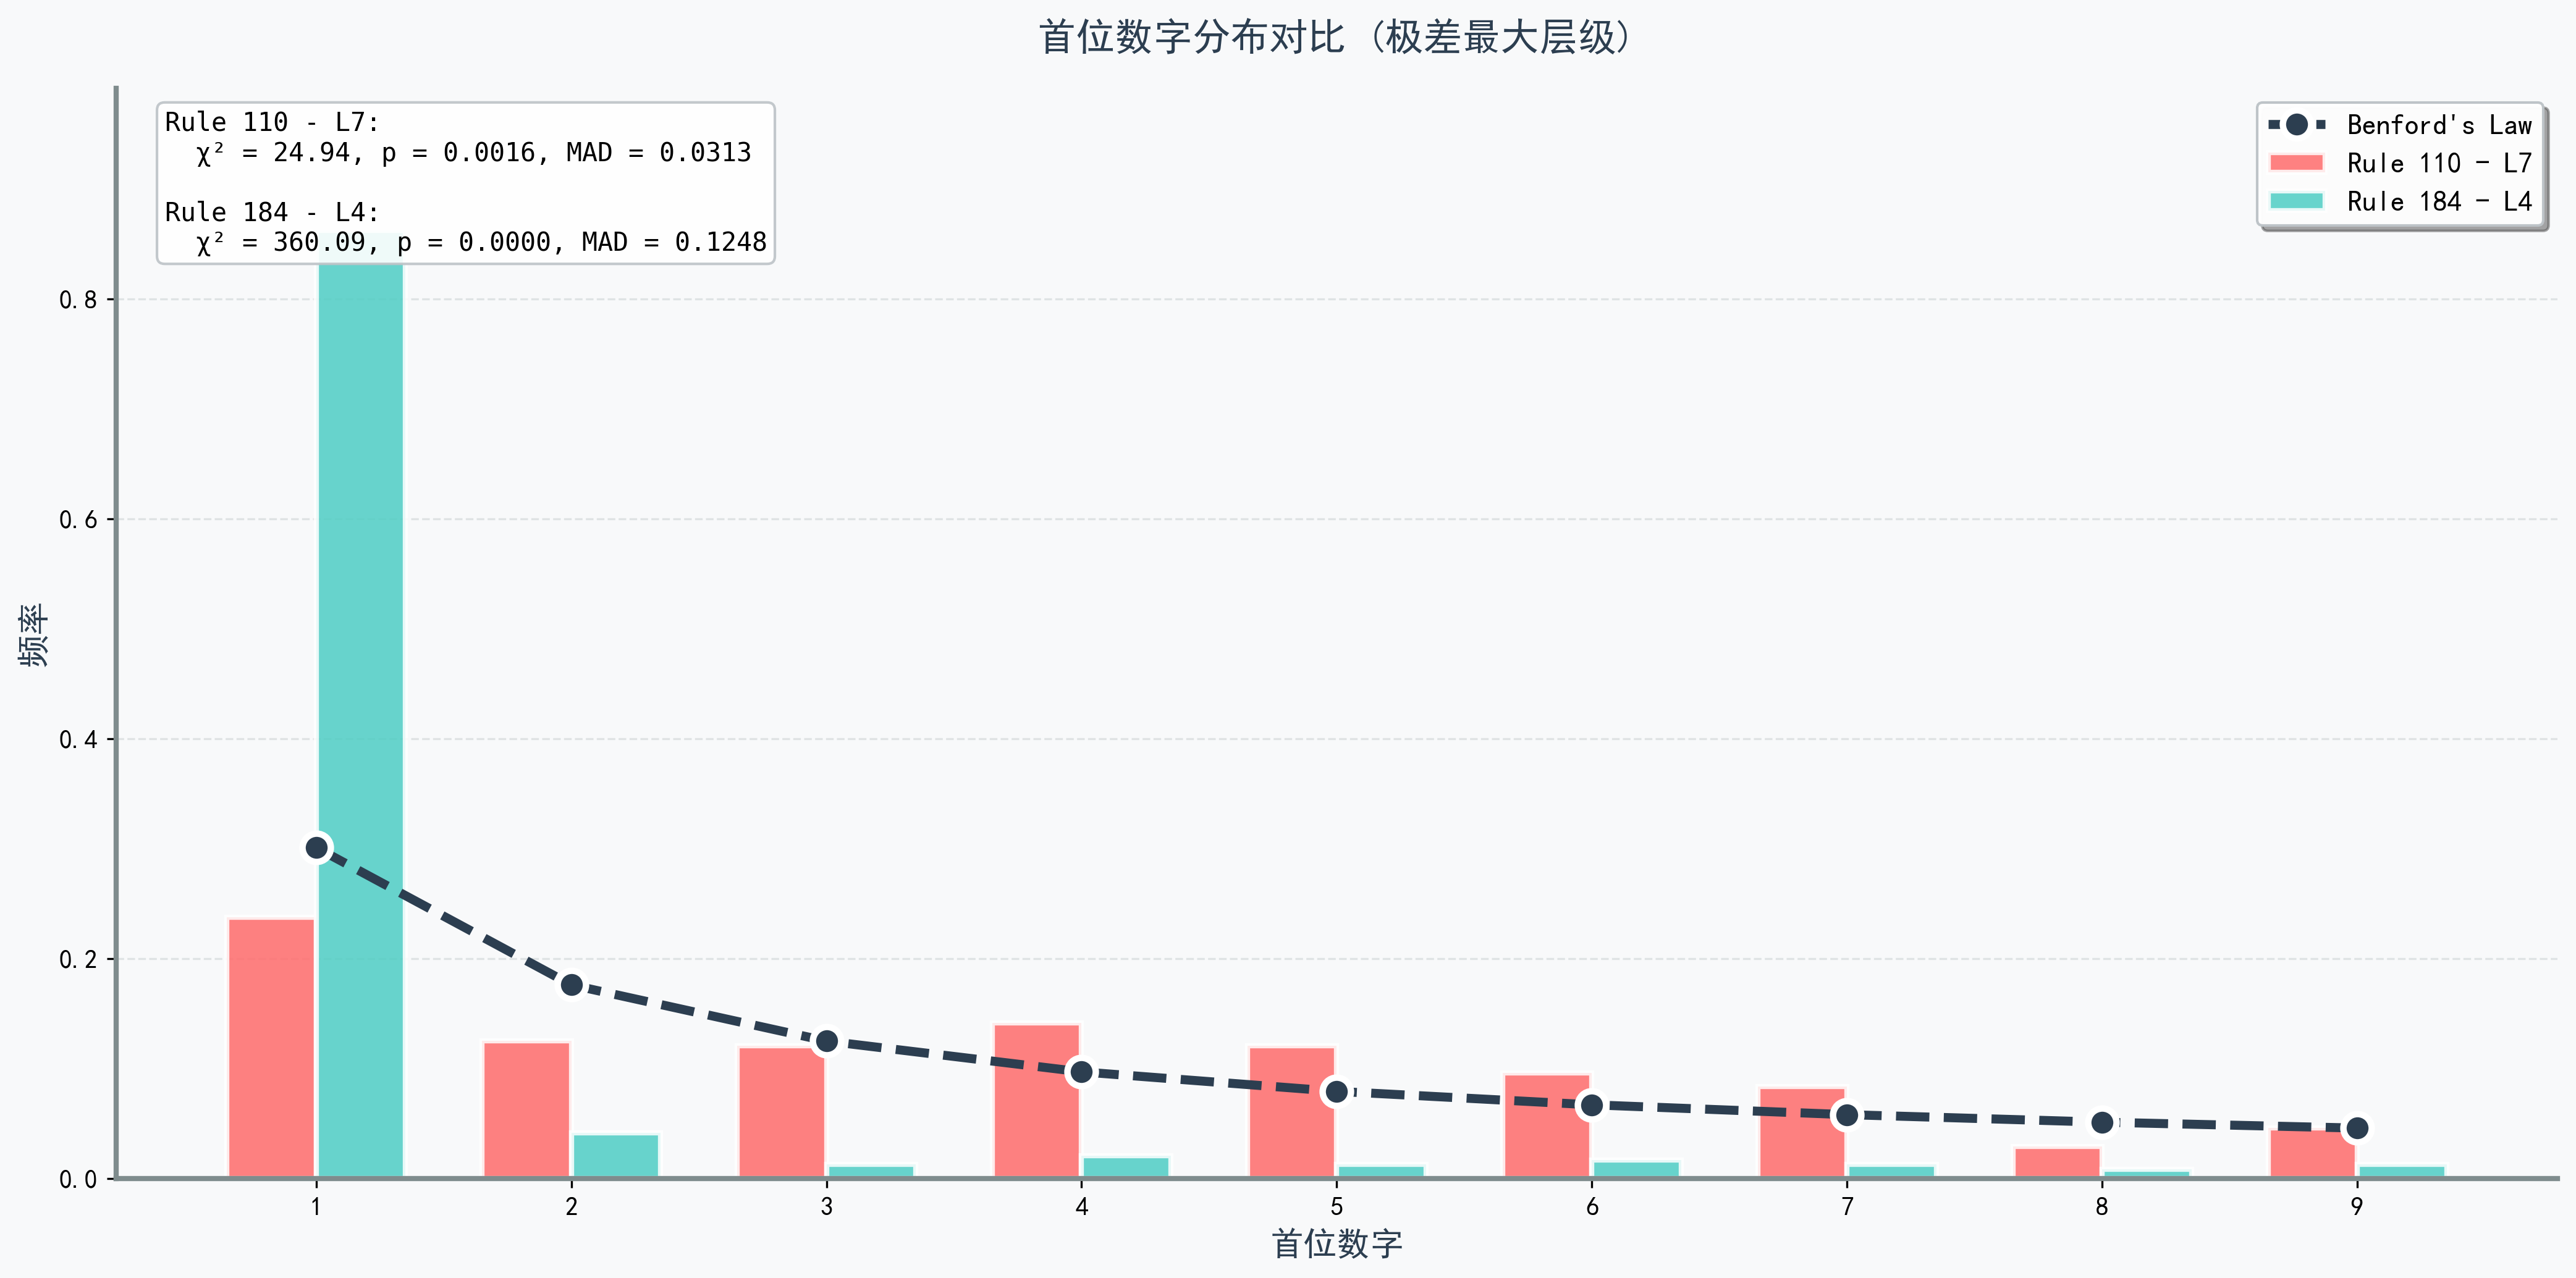 首位数字分布对比 (极差最大层级)
Rule 110 - L7:
χ² = 24.94, p = 0.0016, MAD = 0.0313
Rule 184 - L4:
χ² = 360.09, p = 0.0000, MAD = 0.1248
Benford's Law
Rule 110 - L7
Rule 184 - L4
频率
0.8
0.6
0.4
0.2
0.0
1 2 3 4 5 6 7 8 9
首位数字